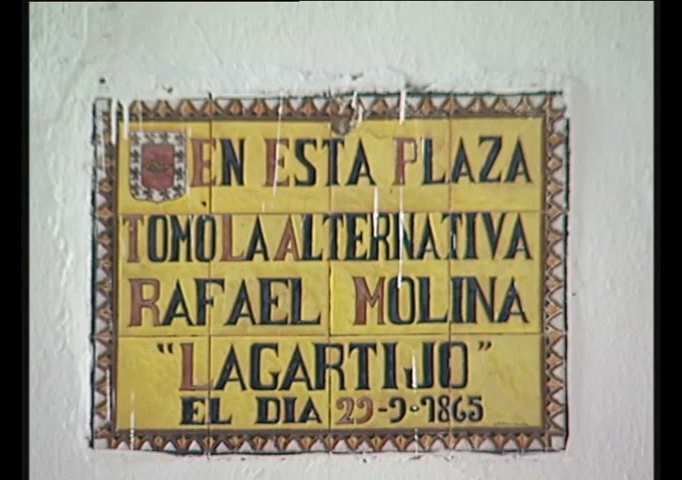 EN ESTA PLAZA
TOMO LA ALTERNATIVA
RAFAEL MOLINA
"LAGARTIJO"
EL DIA 29-9-1865